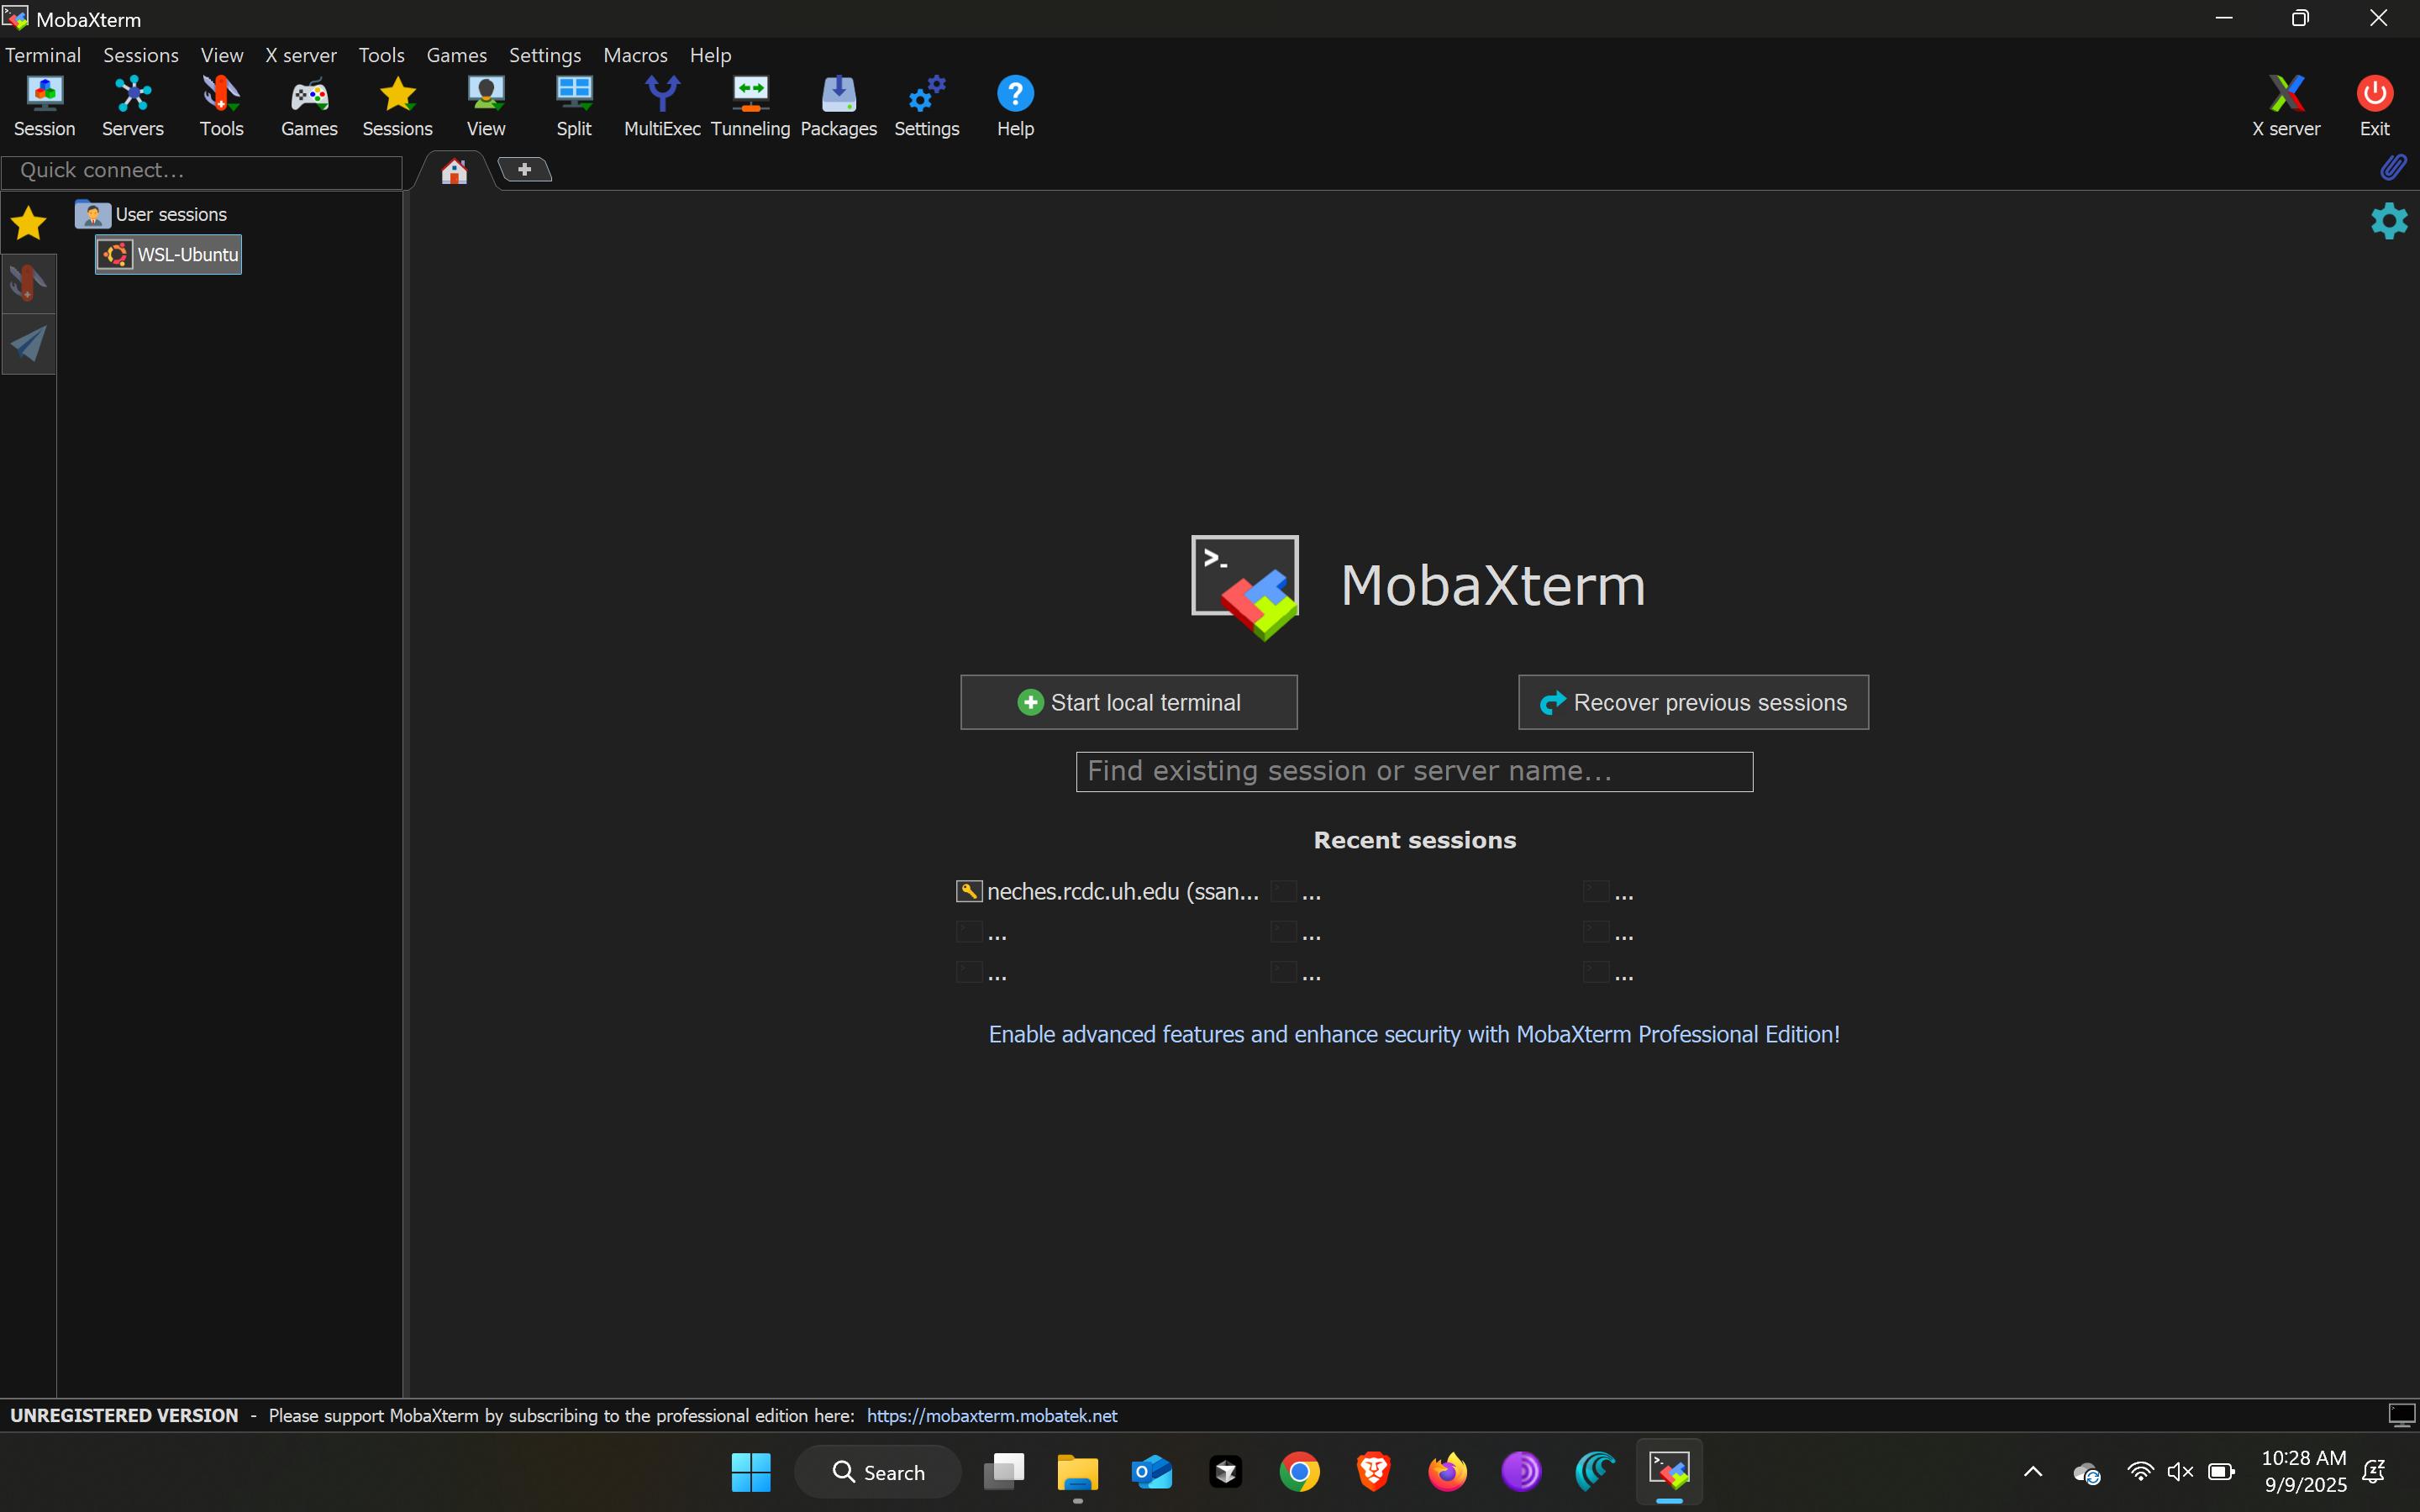 MobaXterm
Terminal Sessions View X server Tools Games Settings Macros Help
Session Servers Tools Games Sessions View Split MultiExec Tunneling Packages Settings Help X server Exit
Quick connect...
User sessions
WSL-Ubuntu
>_ MobaXterm
Start local terminal Recover previous sessions
Find existing session or server name...
Recent sessions
neches.rcdc.uh.edu (ssan... ... ...
... ... ...
... ... ...
Enable advanced features and enhance security with MobaXterm Professional Edition!
UNREGISTERED VERSION - Please support MobaXterm by subscribing to the professional edition here: https://mobaxterm.mobatek.net
Search
10:28 AM
9/9/2025